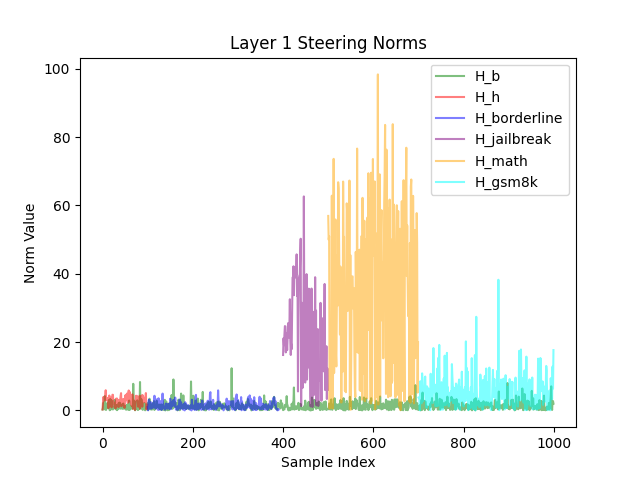 Layer 1 Steering Norms
100
80
60
40
20
0
Norm Value
H_b
H_h
H_borderline
H_jailbreak
H_math
H_gsm8k
0 200 400 600 800 1000
Sample Index